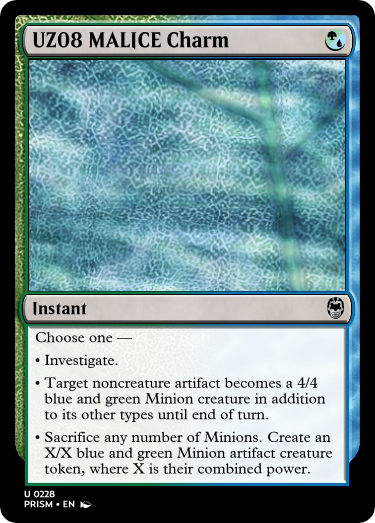 UZ08 MALICE Charm
Instant
Choose one —
• Investigate.
• Target noncreature artifact becomes a 4/4
blue and green Minion creature in addition
to its other types until end of turn.
• Sacrifice any number of Minions. Create an
X/X blue and green Minion artifact creature
token, where X is their combined power.
U 0228
PRISM • EN